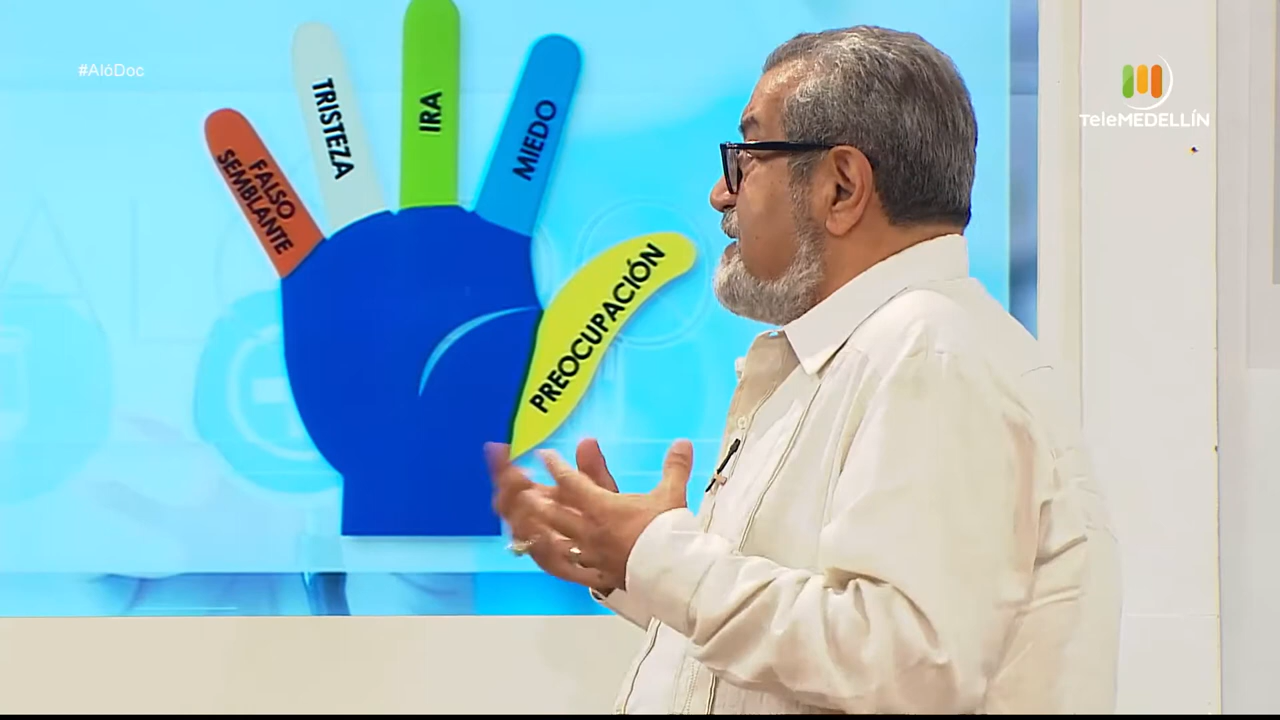 #AlóDoc
TeleMEDELLÍN
FALSO
SEMBLANTE
TRISTEZA
IRA
MIEDO
PREOCUPACIÓN